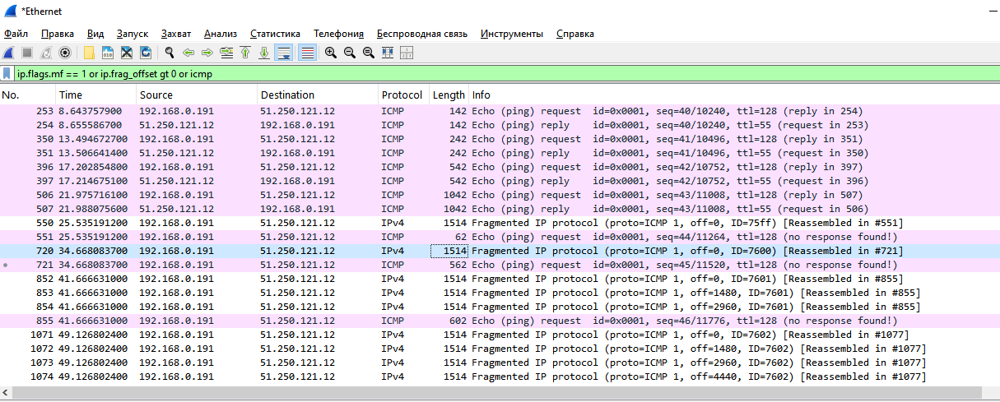 *Ethernet
Файл Правка Вид Запуск Захват Анализ Статистика Телефония Беспроводная связь Инструменты Справка
ip.flags.mf == 1 or ip.frag_offset gt 0 or icmp
No. Time Source Destination Protocol Length Info
253 8.643757900 192.168.0.191 51.250.121.12 ICMP 142 Echo (ping) request id=0x0001, seq=40/10240, ttl=128 (reply in 254)
254 8.655586700 51.250.121.12 192.168.0.191 ICMP 142 Echo (ping) reply id=0x0001, seq=40/10240, ttl=55 (request in 253)
350 13.494672700 192.168.0.191 51.250.121.12 ICMP 242 Echo (ping) request id=0x0001, seq=41/10496, ttl=128 (reply in 351)
351 13.506641400 51.250.121.12 192.168.0.191 ICMP 242 Echo (ping) reply id=0x0001, seq=41/10496, ttl=55 (request in 350)
396 17.202854800 192.168.0.191 51.250.121.12 ICMP 542 Echo (ping) request id=0x0001, seq=42/10752, ttl=128 (reply in 397)
397 17.214675100 51.250.121.12 192.168.0.191 ICMP 542 Echo (ping) reply id=0x0001, seq=42/10752, ttl=55 (request in 396)
506 21.975716100 192.168.0.191 51.250.121.12 ICMP 1042 Echo (ping) request id=0x0001, seq=43/11008, ttl=128 (reply in 507)
507 21.988075600 51.250.121.12 192.168.0.191 ICMP 1042 Echo (ping) reply id=0x0001, seq=43/11008, ttl=55 (request in 506)
550 25.535191200 192.168.0.191 51.250.121.12 IPv4 1514 Fragmented IP protocol (proto=ICMP 1, off=0, ID=75ff) [Reassembled in #551]
551 25.535191200 192.168.0.191 51.250.121.12 ICMP 62 Echo (ping) request id=0x0001, seq=44/11264, ttl=128 (no response found!)
720 34.668083700 192.168.0.191 51.250.121.12 IPv4 1514 Fragmented IP protocol (proto=ICMP 1, off=0, ID=7600) [Reassembled in #721]
721 34.668083700 192.168.0.191 51.250.121.12 ICMP 562 Echo (ping) request id=0x0001, seq=45/11520, ttl=128 (no response found!)
852 41.666631000 192.168.0.191 51.250.121.12 IPv4 1514 Fragmented IP protocol (proto=ICMP 1, off=0, ID=7601) [Reassembled in #855]
853 41.666631000 192.168.0.191 51.250.121.12 IPv4 1514 Fragmented IP protocol (proto=ICMP 1, off=1480, ID=7601) [Reassembled in #855]
854 41.666631000 192.168.0.191 51.250.121.12 IPv4 1514 Fragmented IP protocol (proto=ICMP 1, off=2960, ID=7601) [Reassembled in #855]
855 41.666631000 192.168.0.191 51.250.121.12 ICMP 602 Echo (ping) request id=0x0001, seq=46/11776, ttl=128 (no response found!)
1071 49.126802400 192.168.0.191 51.250.121.12 IPv4 1514 Fragmented IP protocol (proto=ICMP 1, off=0, ID=7602) [Reassembled in #1077]
1072 49.126802400 192.168.0.191 51.250.121.12 IPv4 1514 Fragmented IP protocol (proto=ICMP 1, off=1480, ID=7602) [Reassembled in #1077]
1073 49.126802400 192.168.0.191 51.250.121.12 IPv4 1514 Fragmented IP protocol (proto=ICMP 1, off=2960, ID=7602) [Reassembled in #1077]
1074 49.126802400 192.168.0.191 51.250.121.12 IPv4 1514 Fragmented IP protocol (proto=ICMP 1, off=4440, ID=7602) [Reassembled in #1077]